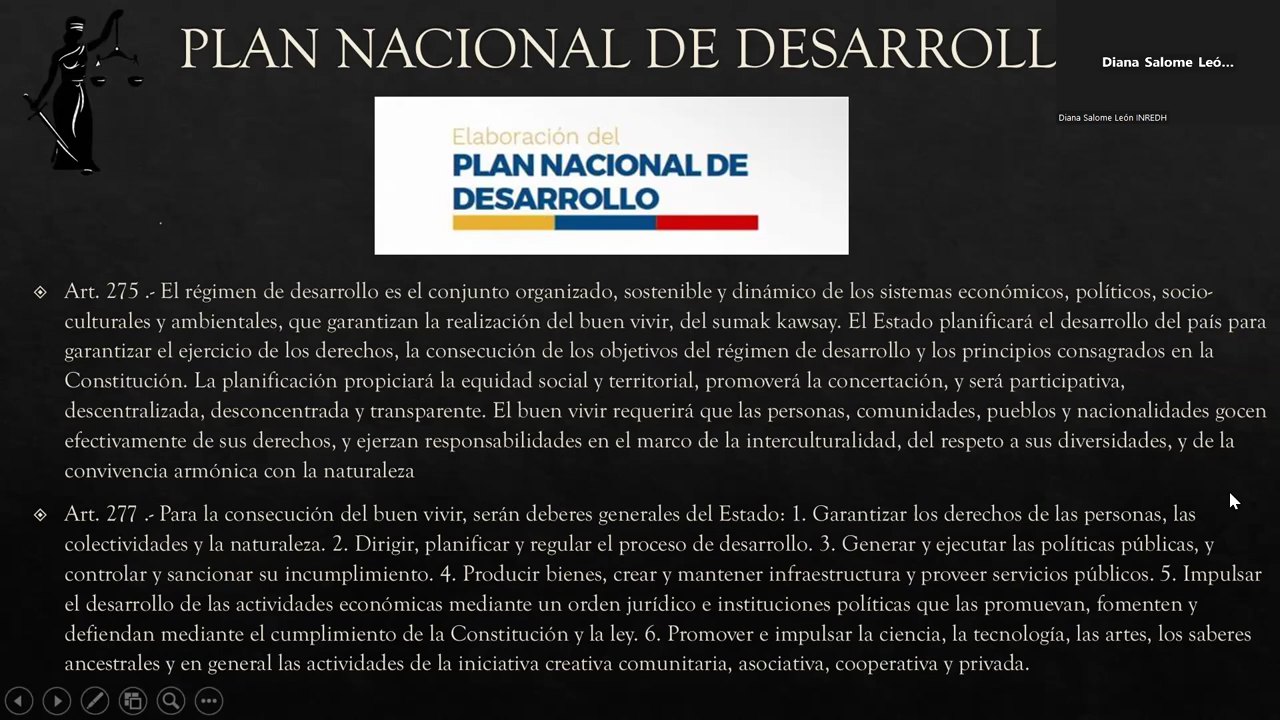 PLAN NACIONAL DE DESARROLL
Diana Salome Leó...
Diana Salome León INREDH
Elaboración del
PLAN NACIONAL DE
DESARROLLO
Art. 275 .- El régimen de desarrollo es el conjunto organizado, sostenible y dinámico de los sistemas económicos, políticos, socio-
culturales y ambientales, que garantizan la realización del buen vivir, del sumak kawsay. El Estado planificará el desarrollo del país para
garantizar el ejercicio de los derechos, la consecución de los objetivos del régimen de desarrollo y los principios consagrados en la
Constitución. La planificación propiciará la equidad social y territorial, promoverá la concertación, y será participativa,
descentralizada, desconcentrada y transparente. El buen vivir requerirá que las personas, comunidades, pueblos y nacionalidades gocen
efectivamente de sus derechos, y ejerzan responsabilidades en el marco de la interculturalidad, del respeto a sus diversidades, y de la
convivencia armónica con la naturaleza
Art. 277 .- Para la consecución del buen vivir, serán deberes generales del Estado: 1. Garantizar los derechos de las personas, las
colectividades y la naturaleza. 2. Dirigir, planificar y regular el proceso de desarrollo. 3. Generar y ejecutar las políticas públicas, y
controlar y sancionar su incumplimiento. 4. Producir bienes, crear y mantener infraestructura y proveer servicios públicos. 5. Impulsar
el desarrollo de las actividades económicas mediante un orden jurídico e instituciones políticas que las promuevan, fomenten y
defiendan mediante el cumplimiento de la Constitución y la ley. 6. Promover e impulsar la ciencia, la tecnología, las artes, los saberes
ancestrales y en general las actividades de la iniciativa creativa comunitaria, asociativa, cooperativa y privada.